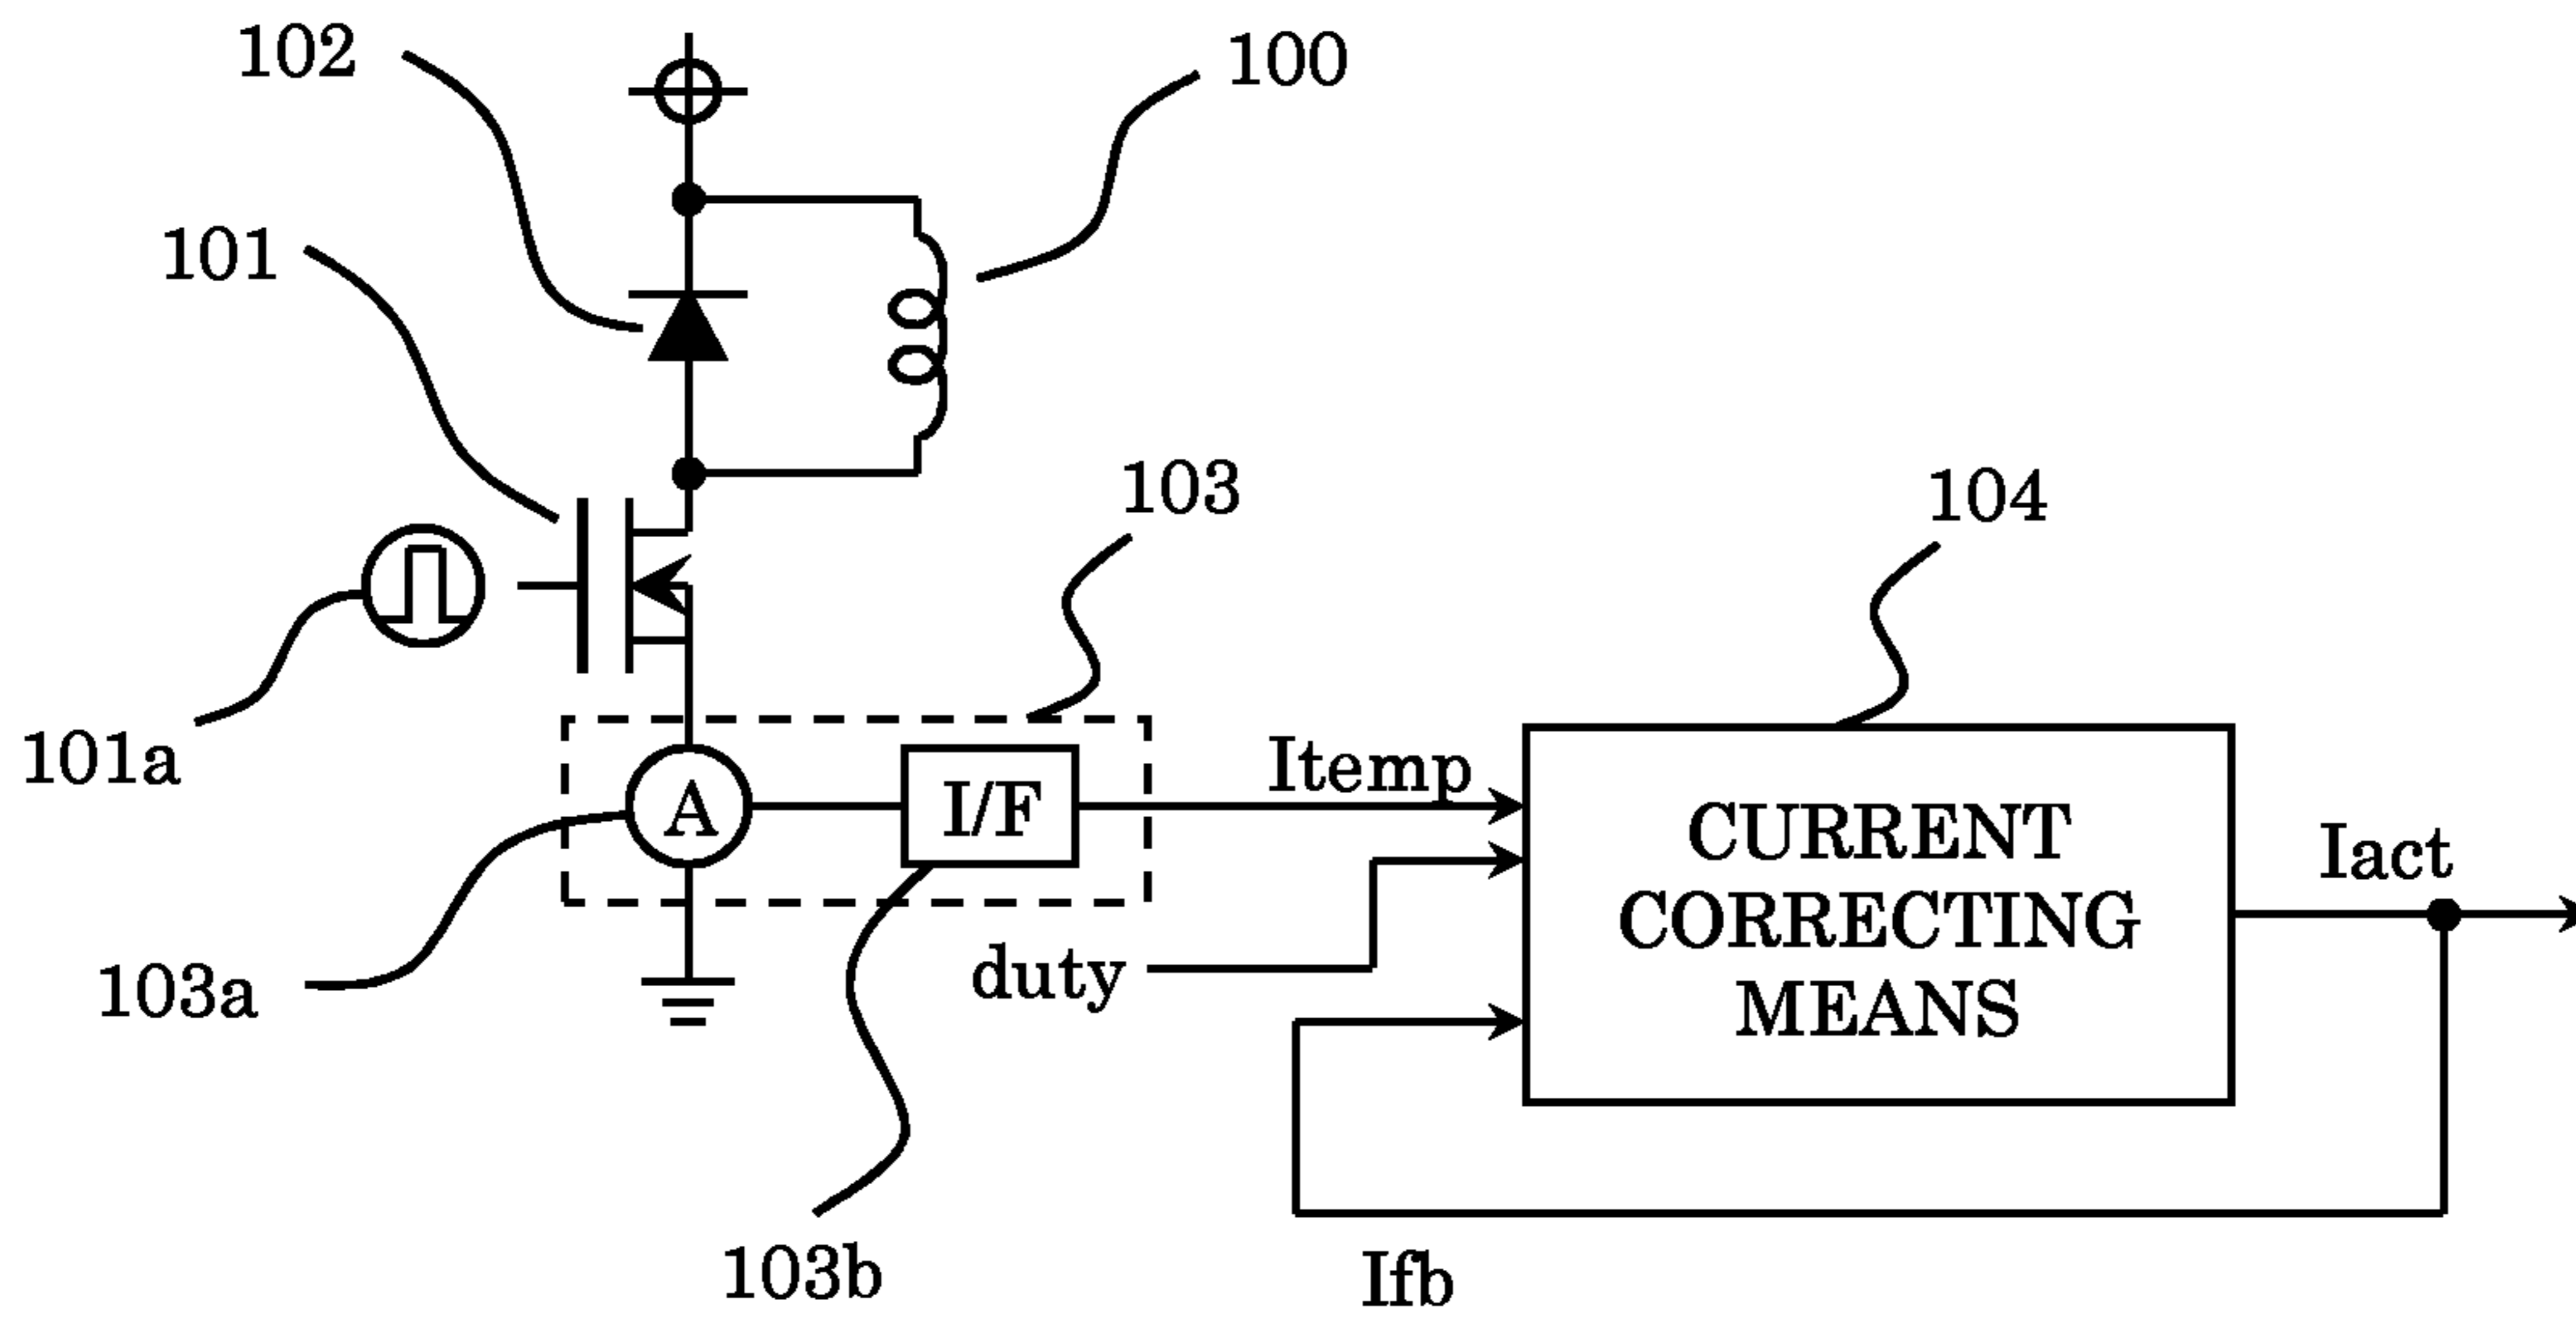 102
100
101
103
104
101a
A
I/F
Itemp
CURRENT
CORRECTING
MEANS
Iact
duty
103a
103b
Ifb